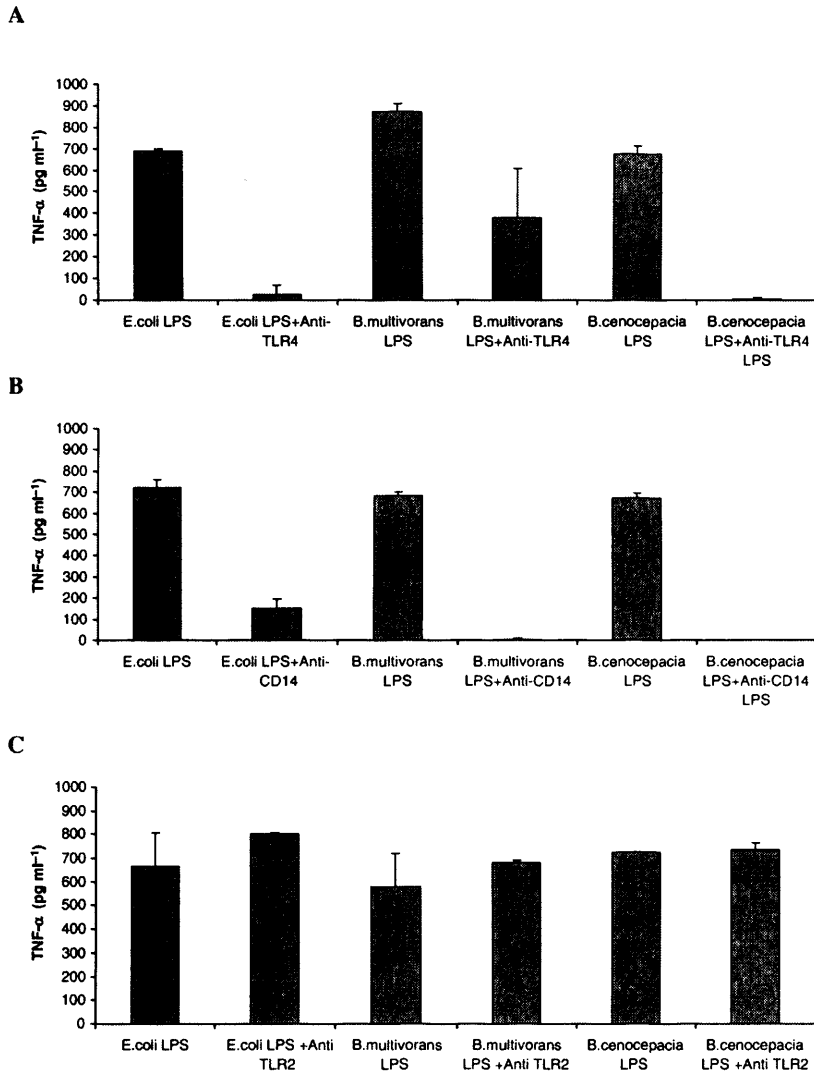 A
TNF-α (pg ml⁻¹)
1000
900
800
700
600
500
400
300
200
100
0
E.coli LPS
E.coli LPS+Anti-
TLR4
B.multivorans
LPS
B.multivorans
LPS+Anti-TLR4
B.cenocepacia
LPS
B.cenocepacia
LPS+Anti-TLR4
LPS
B
TNF-α (pg ml⁻¹)
1000
900
800
700
600
500
400
300
200
100
0
E.coli LPS
E.coli LPS+Anti-
CD14
B.multivorans
LPS
B.multivorans
LPS+Anti-CD14
B.cenocepacia
LPS
B.cenocepacia
LPS+Anti-CD14
LPS
C
TNF-α (pg ml⁻¹)
1000
900
800
700
600
500
400
300
200
100
0
E.coli LPS
E.coli LPS +Anti
TLR2
B.multivorans
LPS
B.multivorans
LPS +Anti TLR2
B.cenocepacia
LPS
B.cenocepacia
LPS +Anti TLR2